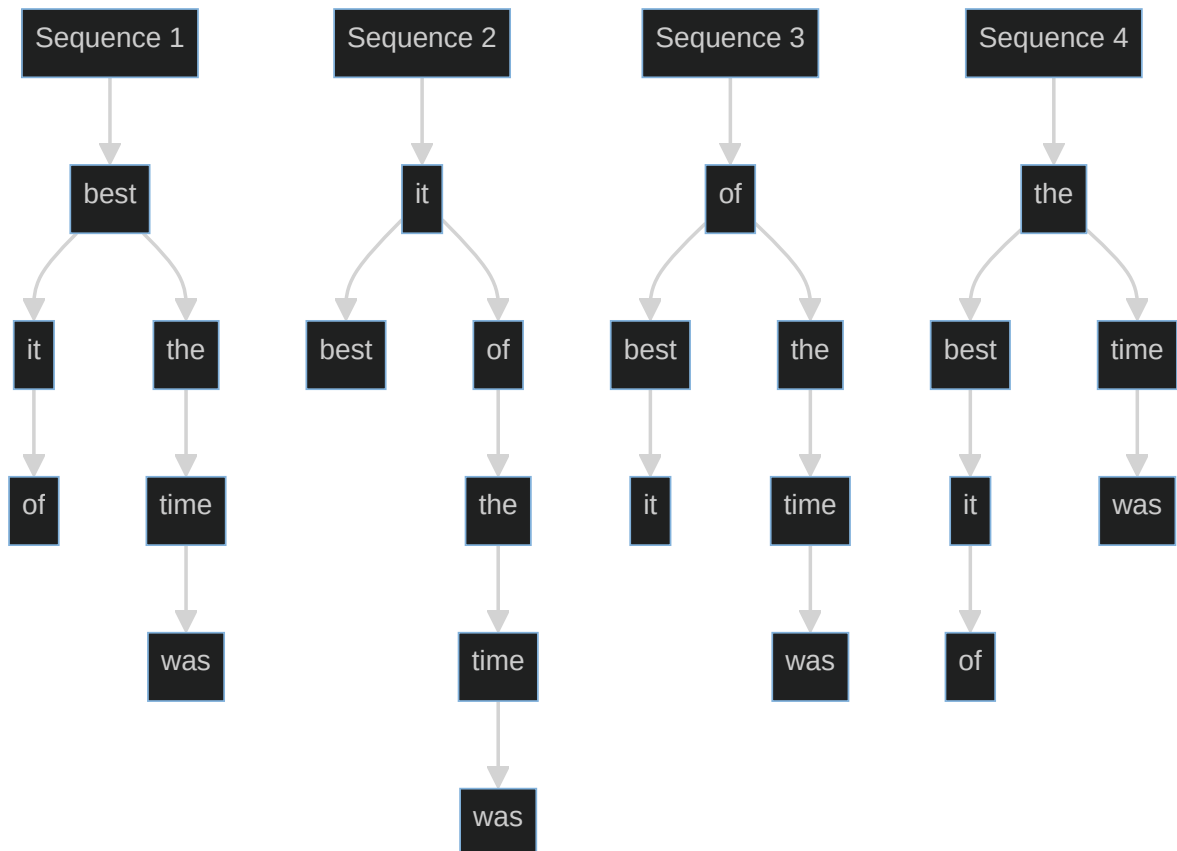 Sequence 1
Sequence 2
Sequence 3
Sequence 4
best
it
of
the
it
the
best
of
best
the
best
time
of
time
the
it
time
it
was
was
time
was
of
was